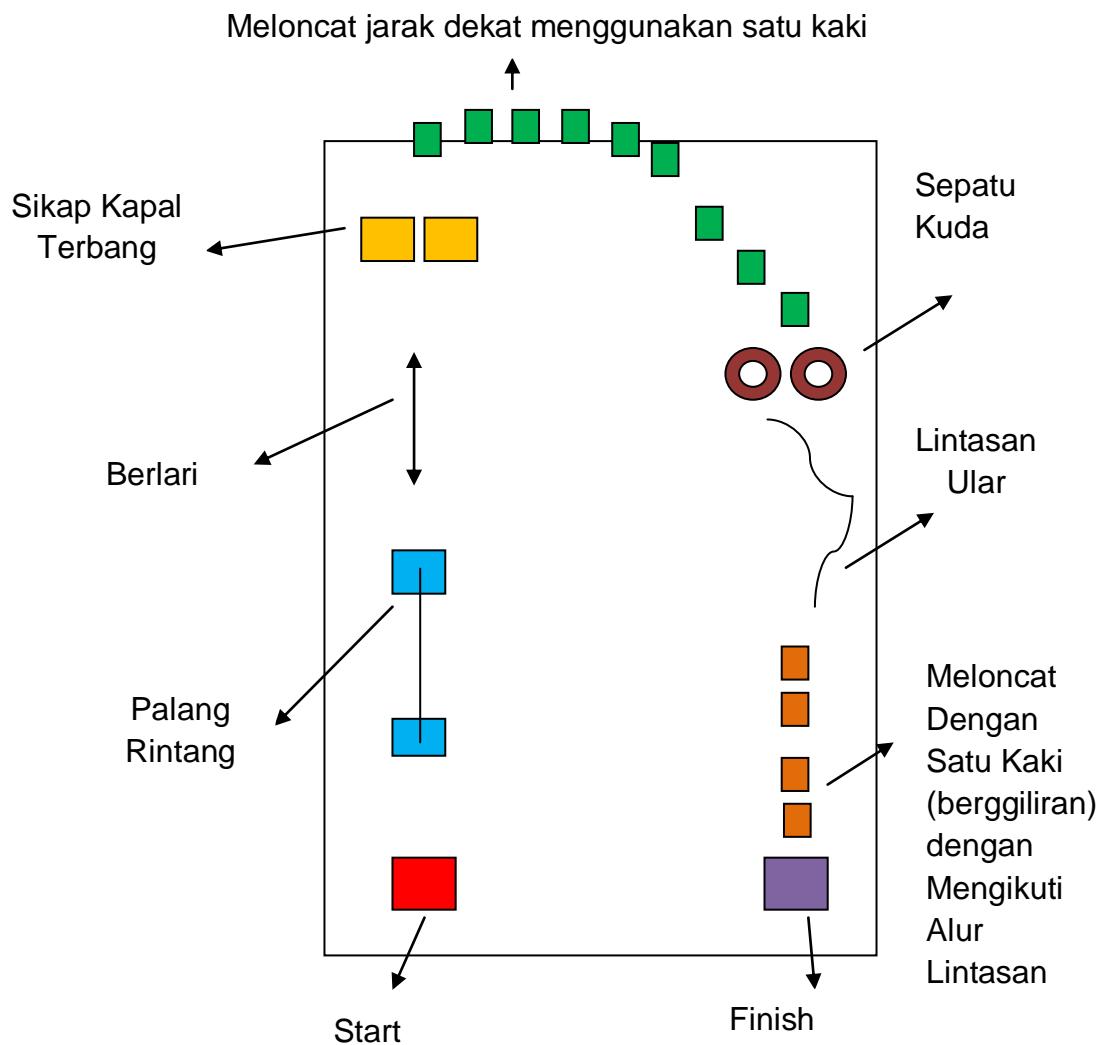 Meloncat jarak dekat menggunakan satu kaki
Sikap Kapal
Terbang
Sepatu
Kuda
Berlari
Lintasan
Ular
Palang
Rintang
Meloncat
Dengan
Satu Kaki
(berggiliran)
dengan
Mengikuti
Alur
Lintasan
Start
Finish